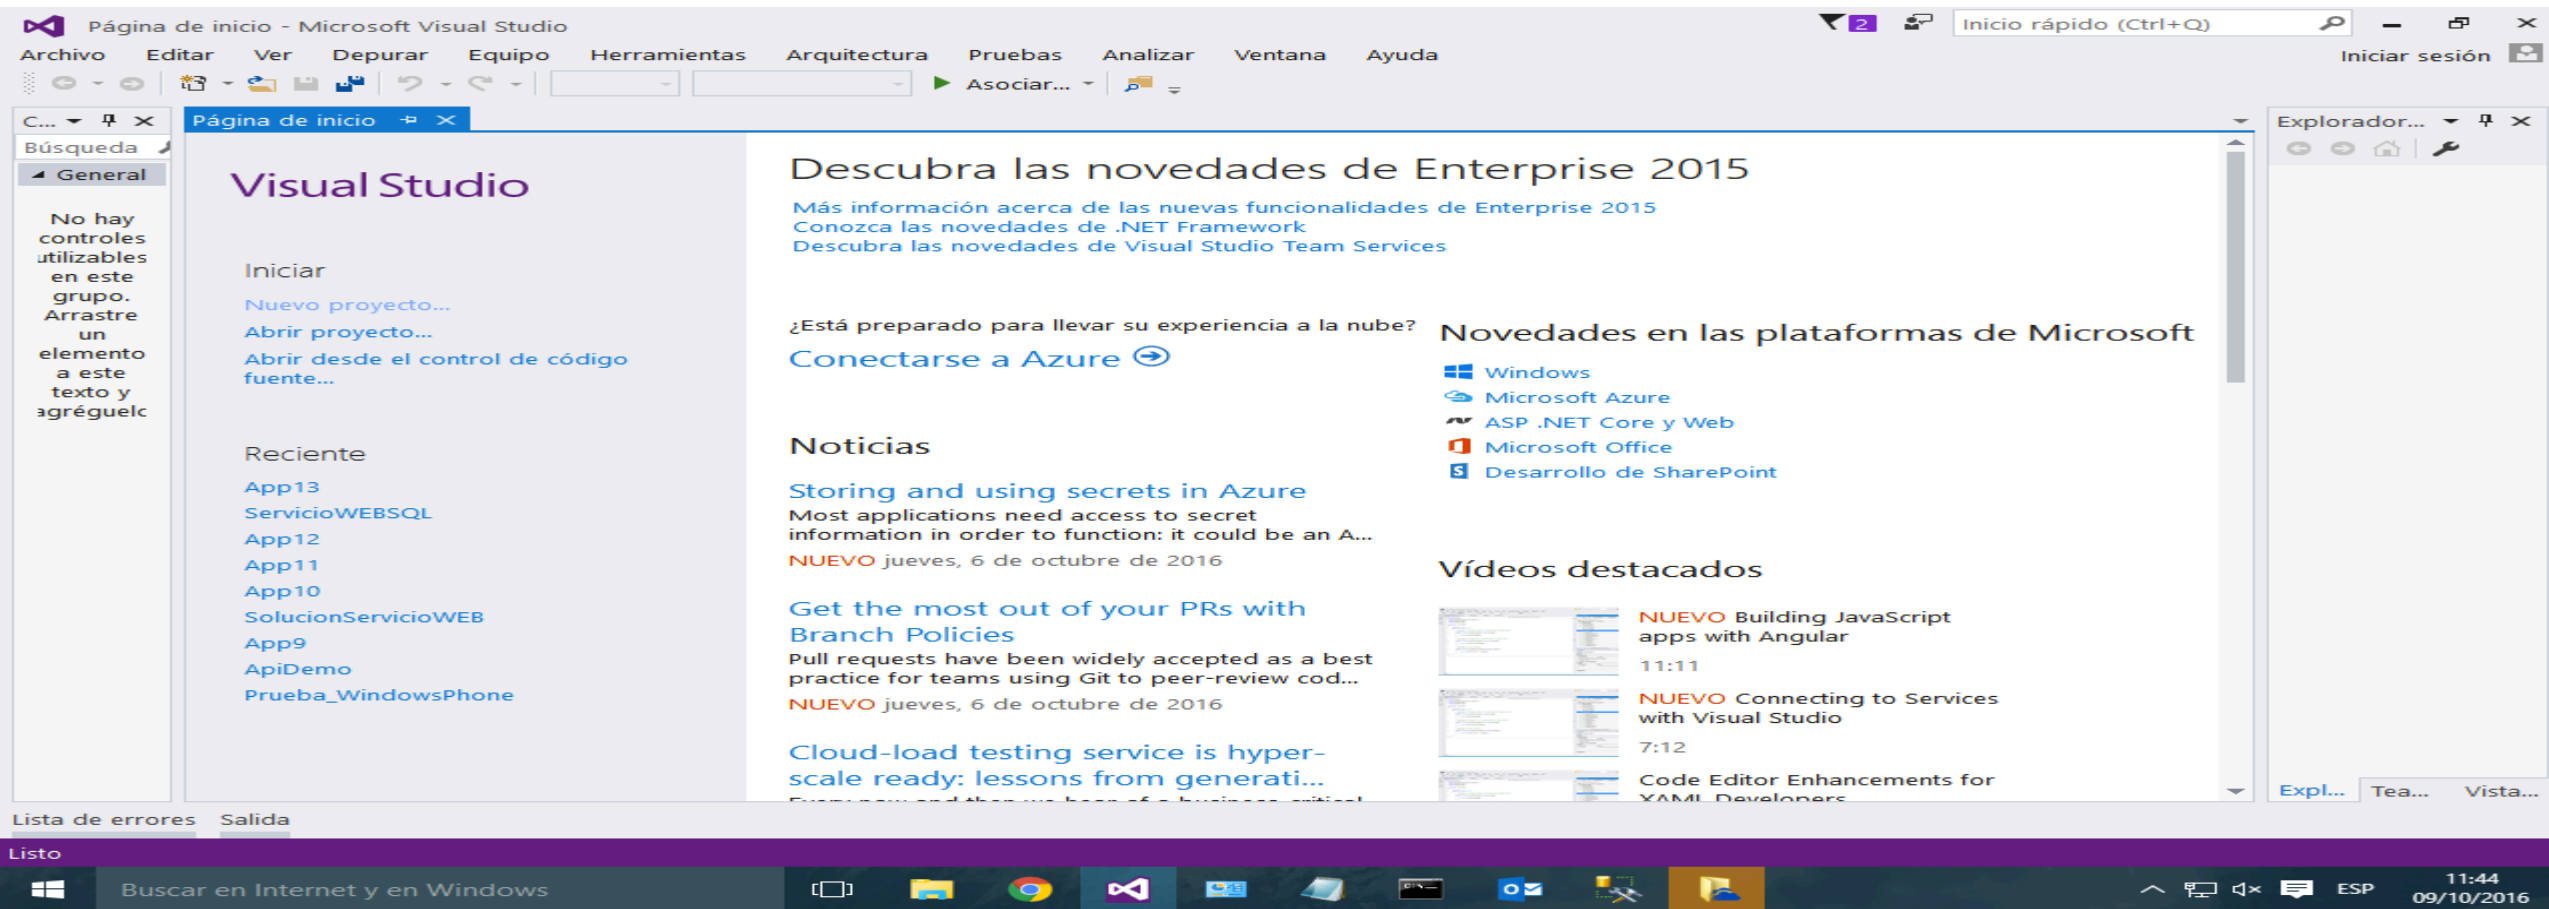 Página de inicio - Microsoft Visual Studio
2
Inicio rápido (Ctrl+Q)
Archivo Editar Ver Depurar Equipo Herramientas Arquitectura Pruebas Analizar Ventana Ayuda
Iniciar sesión
Asociar...
C...
Página de inicio
Explorador...
Búsqueda
General
No hay
controles
utilizables
en este
grupo.
Arrastre
un
elemento
a este
texto y
Visual Studio
Iniciar
Nuevo proyecto...
Abrir proyecto...
Abrir desde el control de código
fuente...
Reciente
App13
ServicioWEBSQL
App12
App11
App10
SolucionServicioWEB
App9
ApiDemo
Prueba_WindowsPhone
Descubra las novedades de Enterprise 2015
Más información acerca de las nuevas funcionalidades de Enterprise 2015
Conozca las novedades de .NET Framework
Descubra las novedades de Visual Studio Team Services
¿Está preparado para llevar su experiencia a la nube?
Conectarse a Azure
Noticias
Storing and using secrets in Azure
Most applications need access to secret
information in order to function: it could be an A...
NUEVO jueves, 6 de octubre de 2016
Get the most out of your PRs with
Branch Policies
Pull requests have been widely accepted as a best
practice for teams using Git to peer-review cod...
NUEVO jueves, 6 de octubre de 2016
Cloud-load testing service is hyper-
scale ready: lessons from generati...
Every now and then we hear of a business critical
Novedades en las plataformas de Microsoft
Windows
Microsoft Azure
ASP .NET Core y Web
Microsoft Office
Desarrollo de SharePoint
Vídeos destacados
NUEVO Building JavaScript
apps with Angular
11:11
NUEVO Connecting to Services
with Visual Studio
7:12
Code Editor Enhancements for
XAML Developers
Expl... Tea... Vista...
Lista de errores Salida
Listo
Buscar en Internet y en Windows
ESP
11:44
09/10/2016